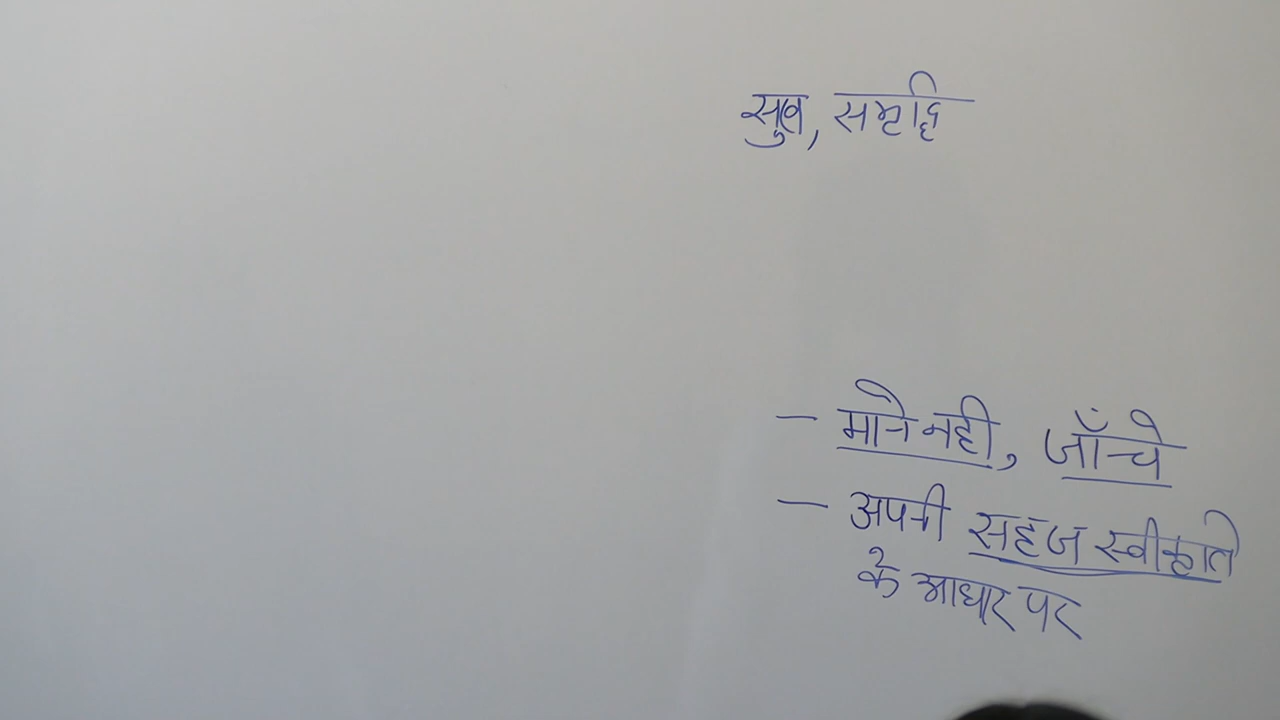 सुख, समृद्धि
- माने नही, जाँचे
- अपनी सहज स्वीकृति
के आधार पर